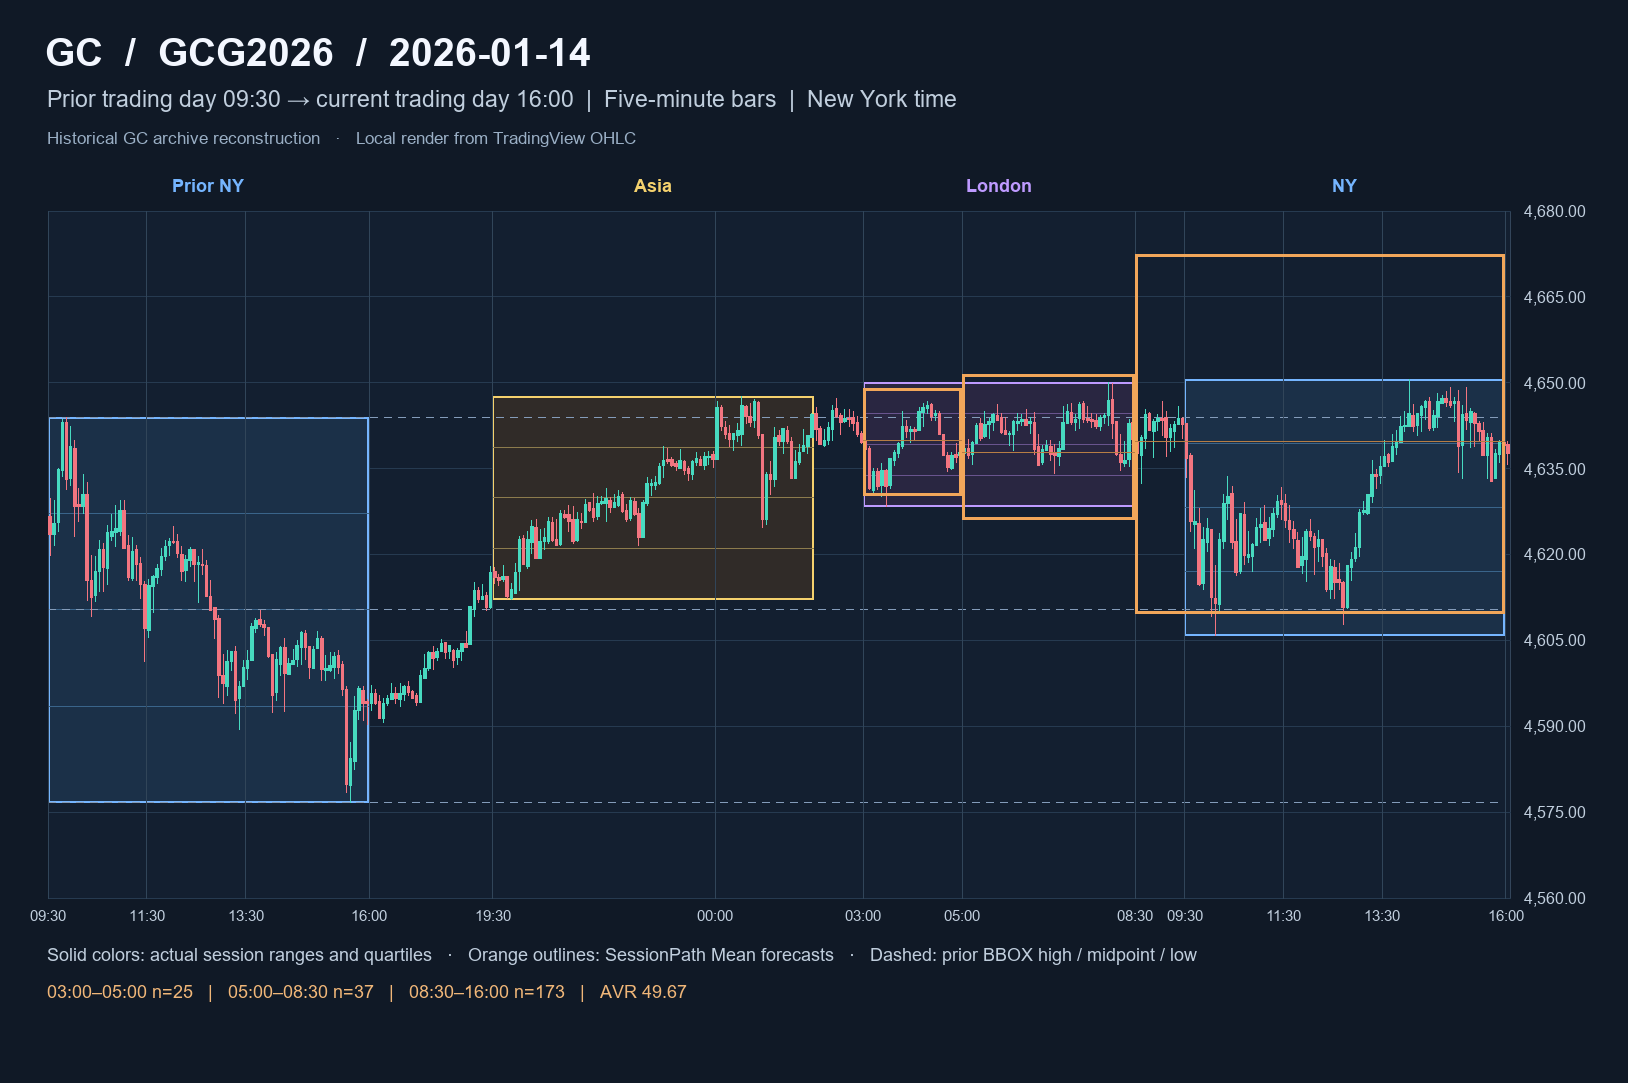 GC / GCG2026 / 2026-01-14
Prior trading day 09:30 → current trading day 16:00 | Five-minute bars | New York time
Historical GC archive reconstruction · Local render from TradingView OHLC
Prior NY Asia London NY
4,680.00
4,665.00
4,650.00
4,635.00
4,620.00
4,605.00
4,590.00
4,575.00
4,560.00
09:30 11:30 13:30 16:00 19:30 00:00 03:00 05:00 08:30 09:30 11:30 13:30 16:00
Solid colors: actual session ranges and quartiles · Orange outlines: SessionPath Mean forecasts · Dashed: prior BBOX high / midpoint / low
03:00–05:00 n=25 | 05:00–08:30 n=37 | 08:30–16:00 n=173 | AVR 49.67